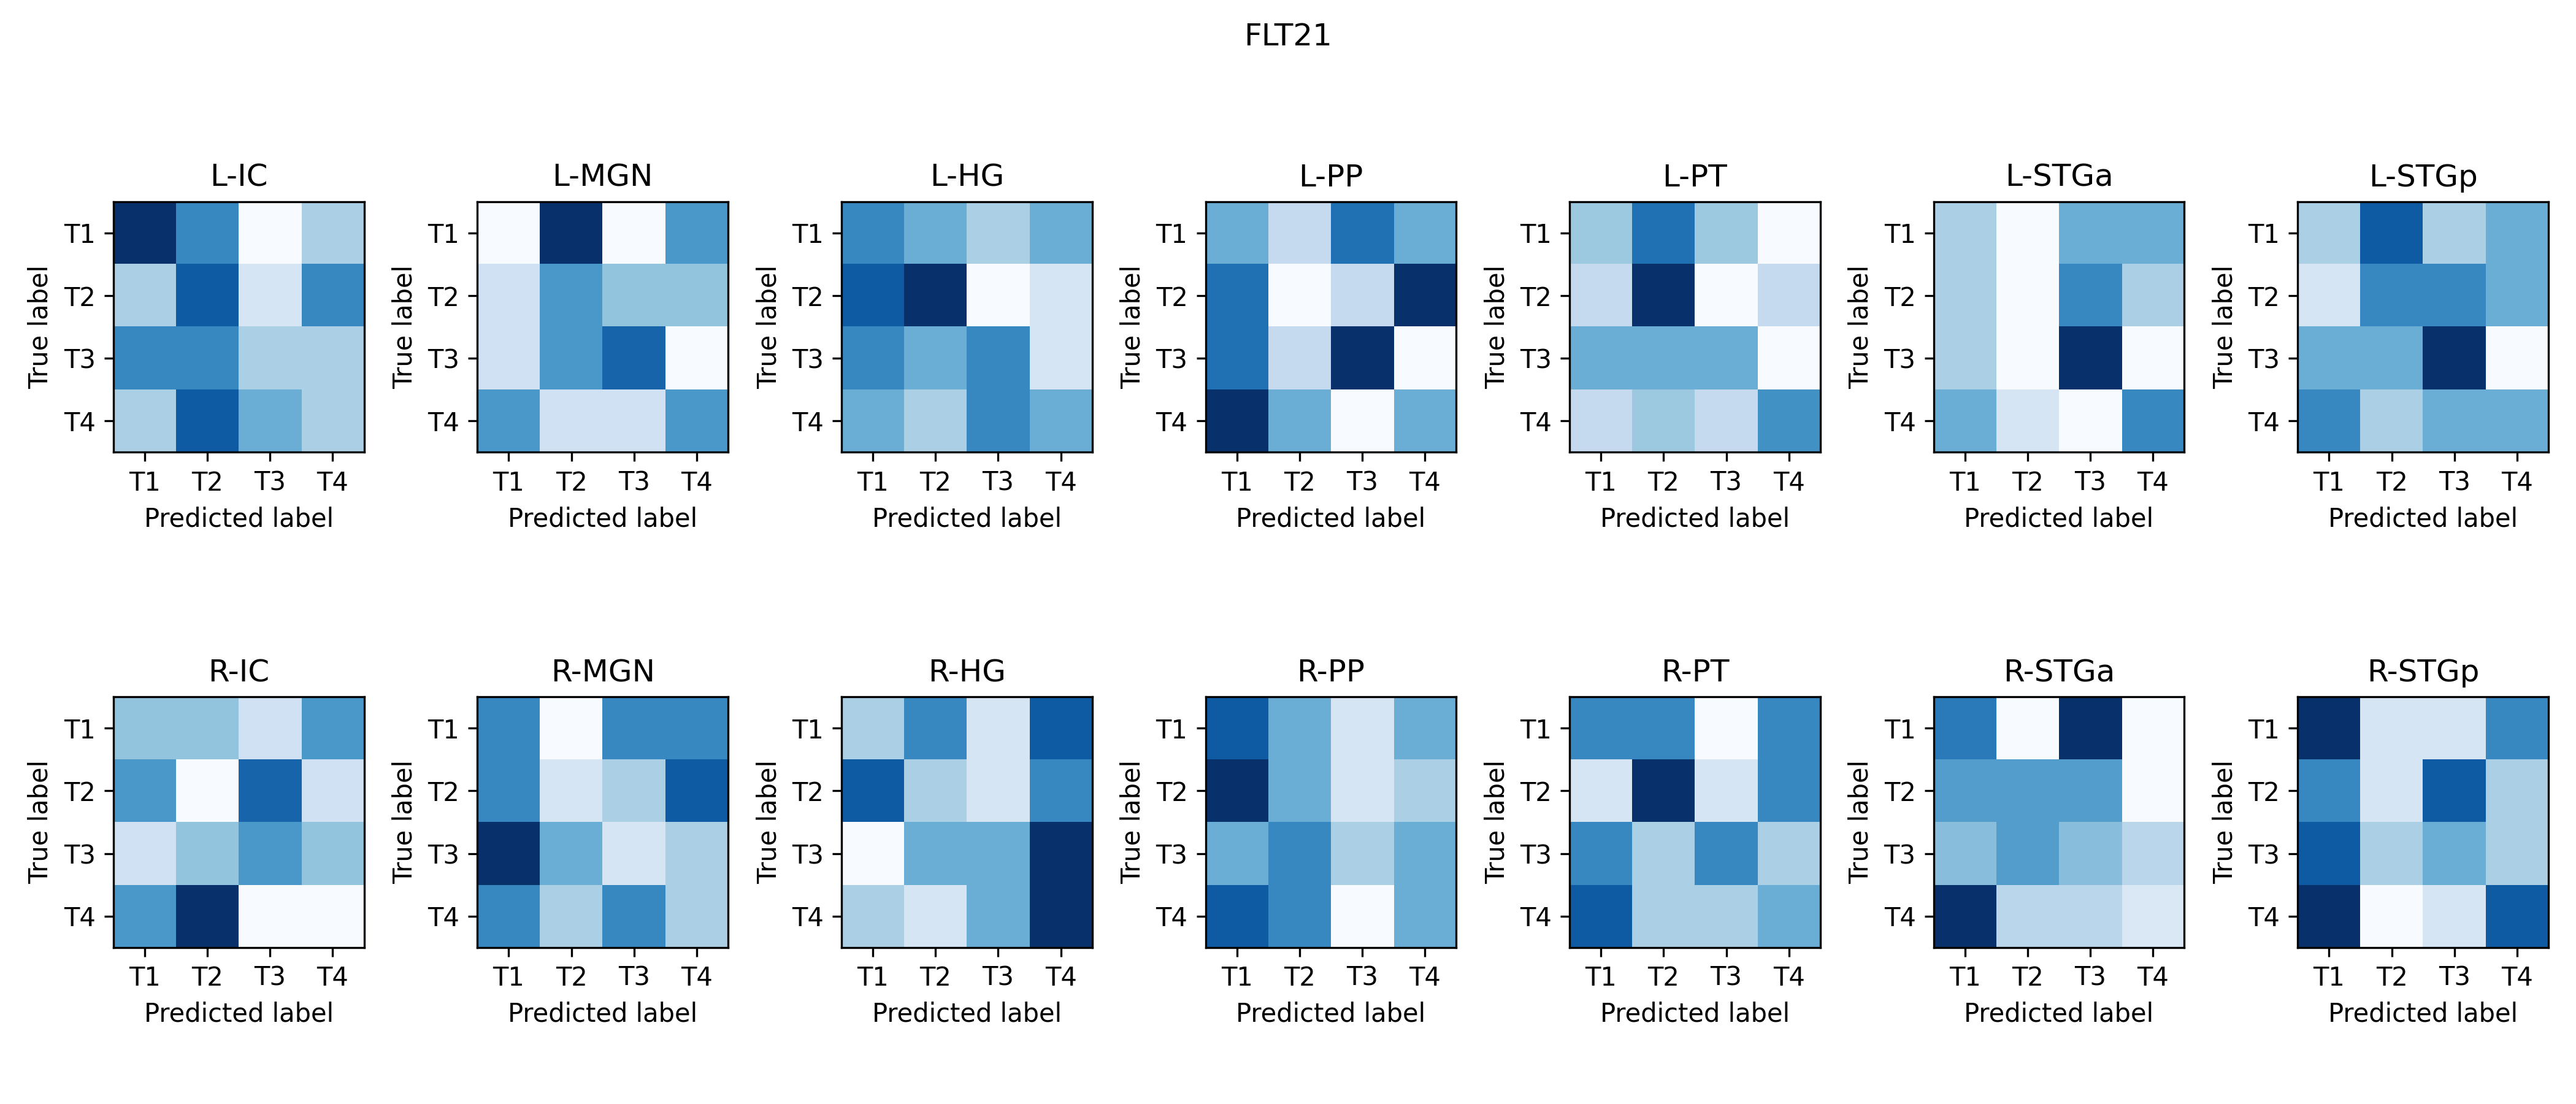 FLT21
L-IC L-MGN L-HG L-PP L-PT L-STGa L-STGp
True label True label True label True label True label True label True label
T1 T1 T1 T1 T1 T1 T1
T2 T2 T2 T2 T2 T2 T2
T3 T3 T3 T3 T3 T3 T3
T4 T4 T4 T4 T4 T4 T4
T1 T2 T3 T4 T1 T2 T3 T4 T1 T2 T3 T4 T1 T2 T3 T4 T1 T2 T3 T4 T1 T2 T3 T4 T1 T2 T3 T4
Predicted label Predicted label Predicted label Predicted label Predicted label Predicted label Predicted label
R-IC R-MGN R-HG R-PP R-PT R-STGa R-STGp
True label True label True label True label True label True label True label
T1 T1 T1 T1 T1 T1 T1
T2 T2 T2 T2 T2 T2 T2
T3 T3 T3 T3 T3 T3 T3
T4 T4 T4 T4 T4 T4 T4
T1 T2 T3 T4 T1 T2 T3 T4 T1 T2 T3 T4 T1 T2 T3 T4 T1 T2 T3 T4 T1 T2 T3 T4 T1 T2 T3 T4
Predicted label Predicted label Predicted label Predicted label Predicted label Predicted label Predicted label